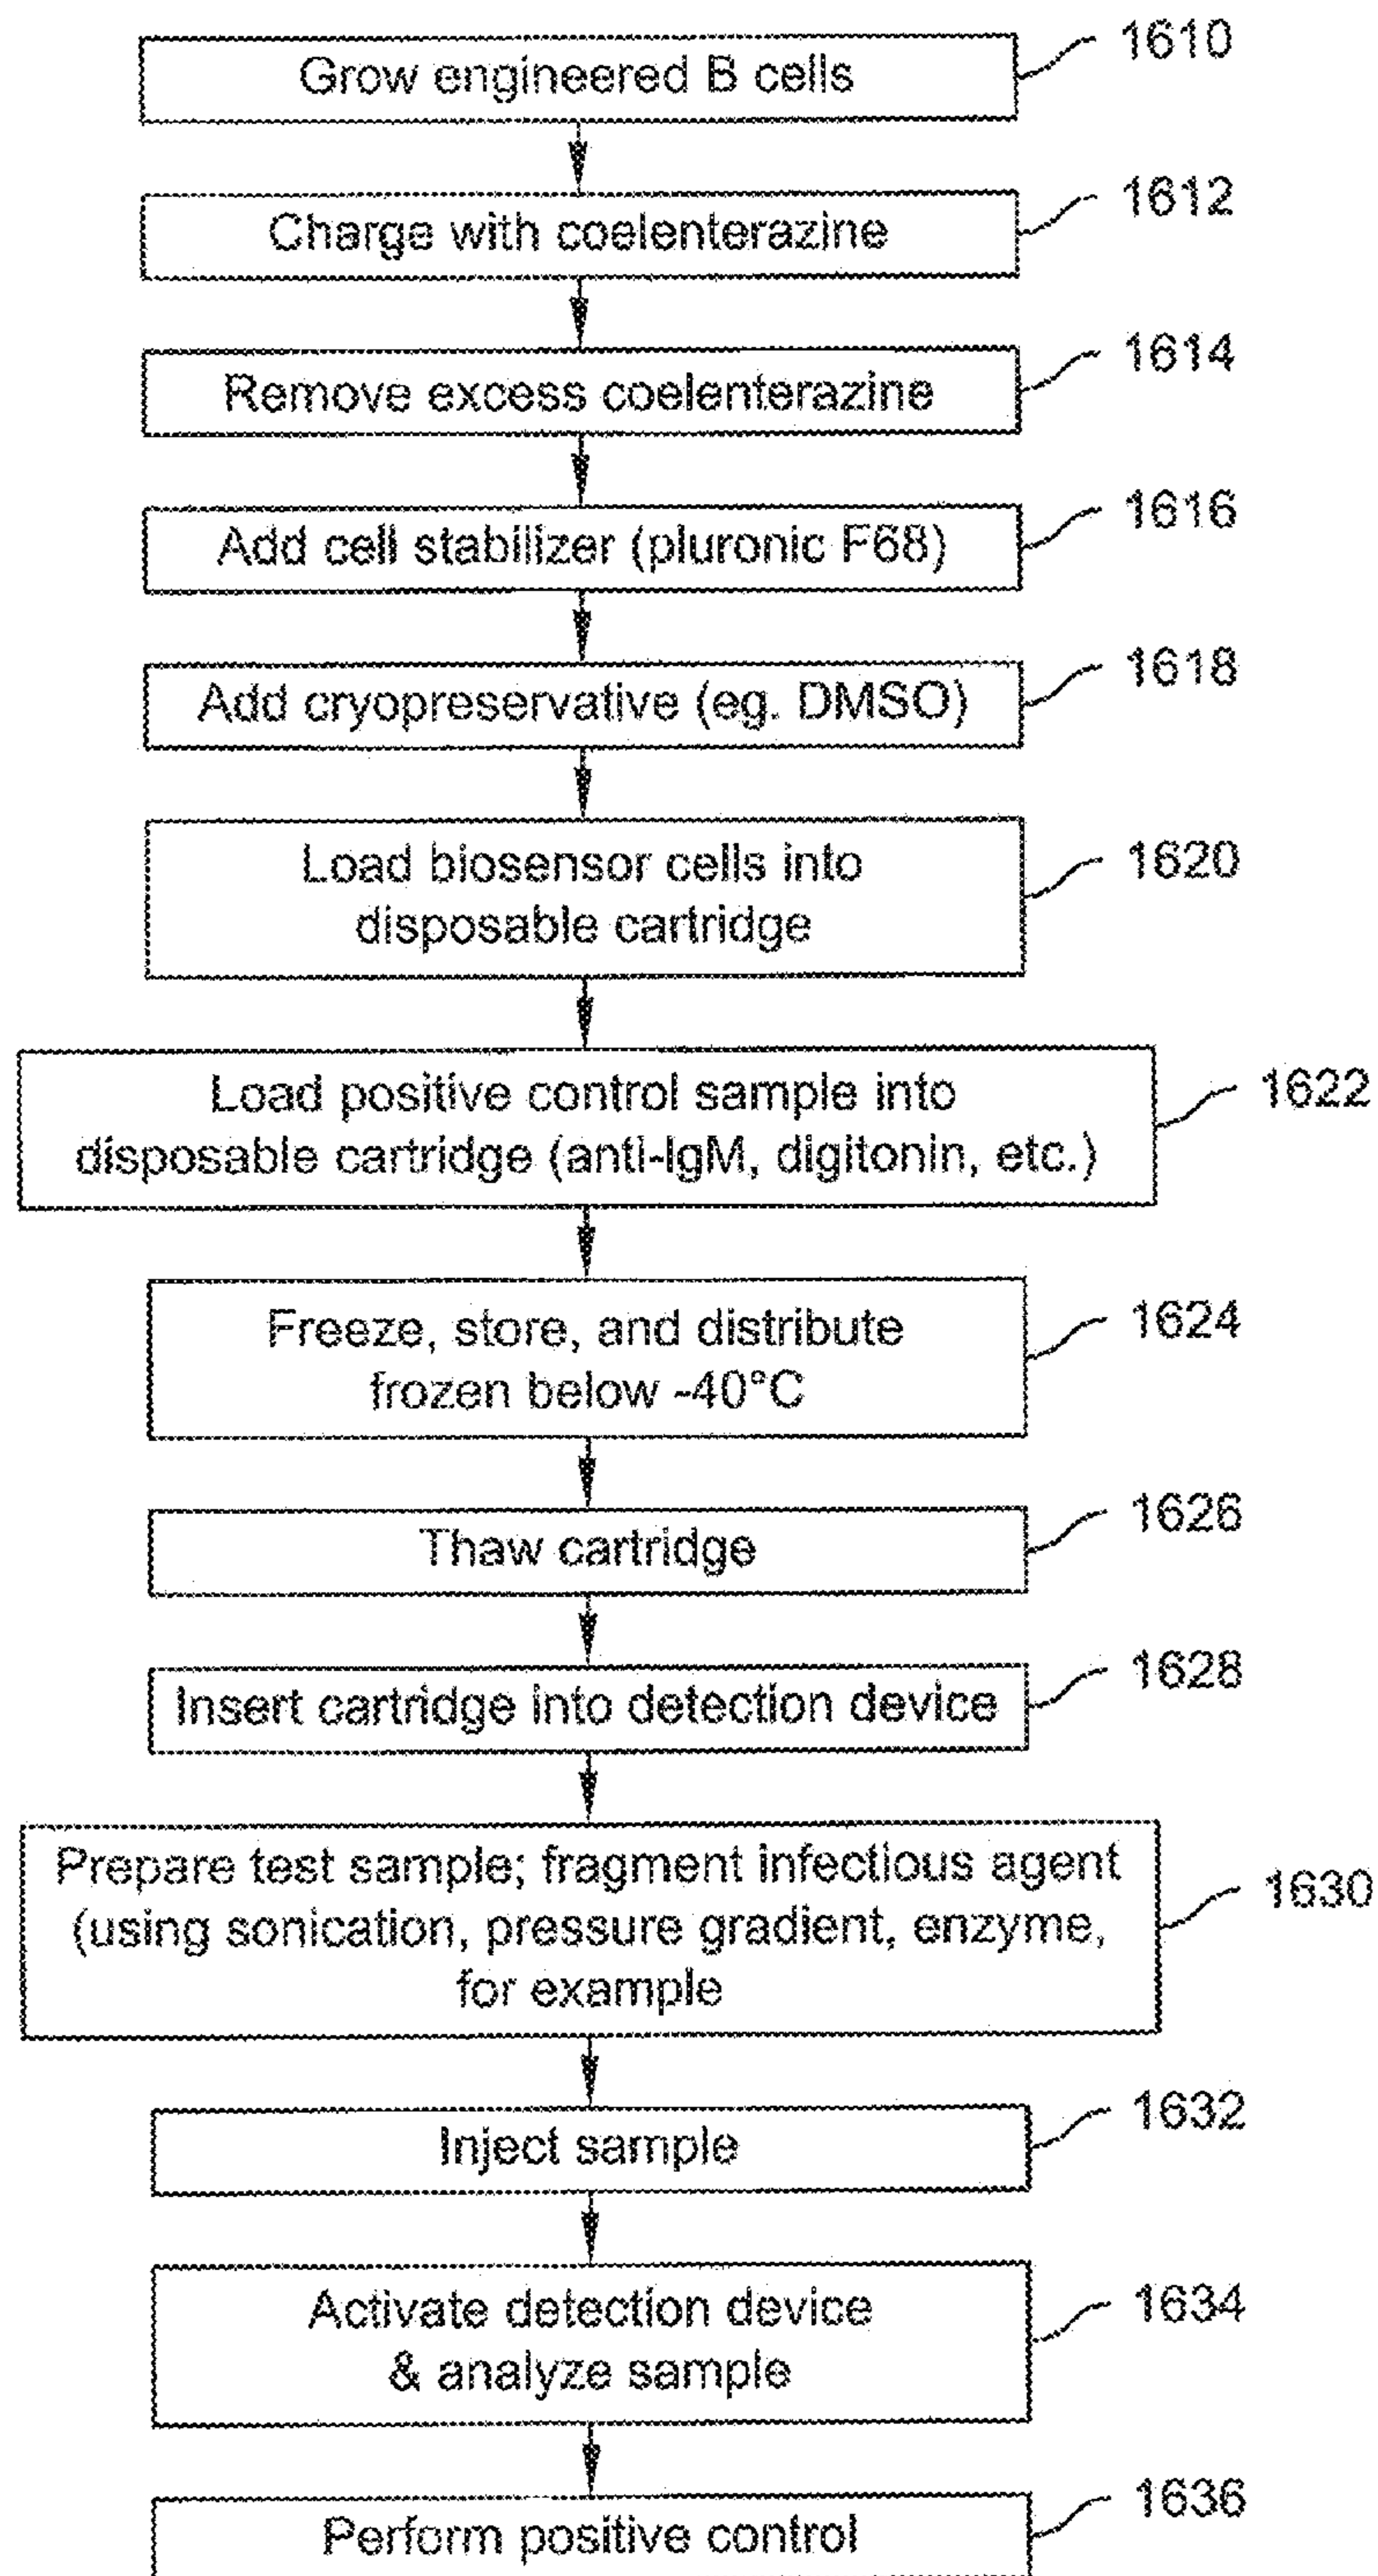 Grow engineered B cells
1610
Charge with coelenterazine
1612
Remove excess coelenterazine
1614
Add cell stabilizer (pluronic F68)
1616
Add cryopreservative (eg. DMSO)
1618
Load biosensor cells into
disposable cartridge
1620
Load positive control sample into
disposable cartridge (anti-IgM, digitonin, etc.)
1622
Freeze, store, and distribute
frozen below -40°C
1624
Thaw cartridge
1626
Insert cartridge into detection device
1628
Prepare test sample; fragment infectious agent
(using sonication, pressure gradient, enzyme,
for example
1630
Inject sample
1632
Activate detection device
& analyze sample
1634
Perform positive control
1636